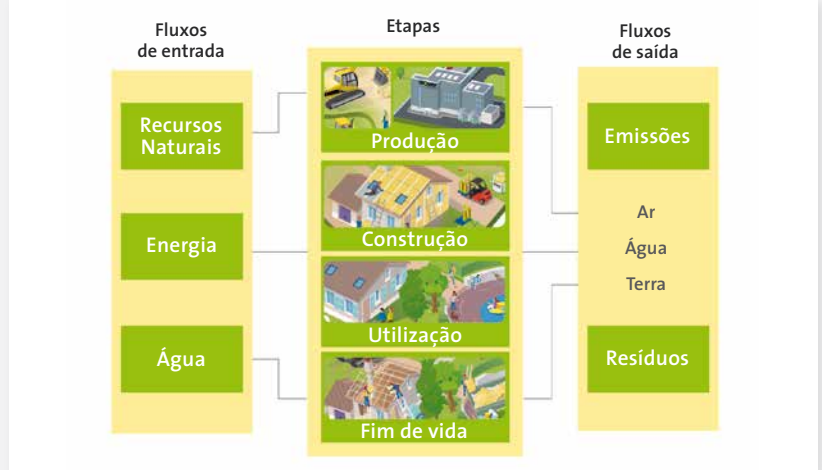 Fluxos
de entrada
Recursos
Naturais
Energia
Água
Etapas
Produção
Construção
Utilização
Fim de vida
Fluxos
de saída
Emissões
Ar
Água
Terra
Resíduos